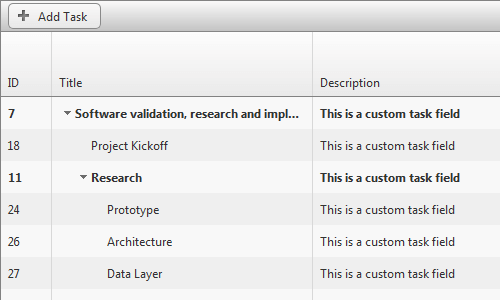 Add Task
ID Title Description
7 Software validation, research and impl... This is a custom task field
18 Project Kickoff This is a custom task field
11 Research This is a custom task field
24 Prototype This is a custom task field
26 Architecture This is a custom task field
27 Data Layer This is a custom task field